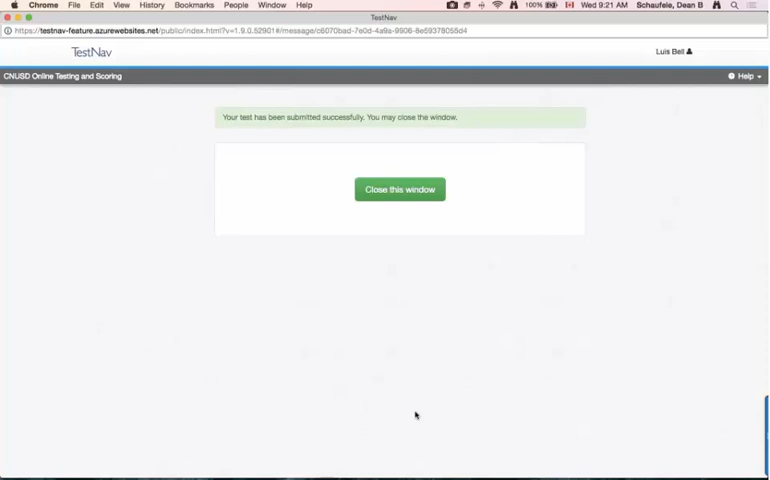 Chrome File Edit View History Bookmarks People Window Help 100% Wed 9:21 AM Schaufele, Dean B
TestNav
https://testnav-feature.azurewebsites.net/public/index.html?v=1.9.0.52901#/message/c6070bad-7e0d-4a9s-9906-8e59378055d4
TestNav Luis Bell
CNUSD Online Testing and Scoring Help
Your test has been submitted successfully. You may close the window.
Close this window